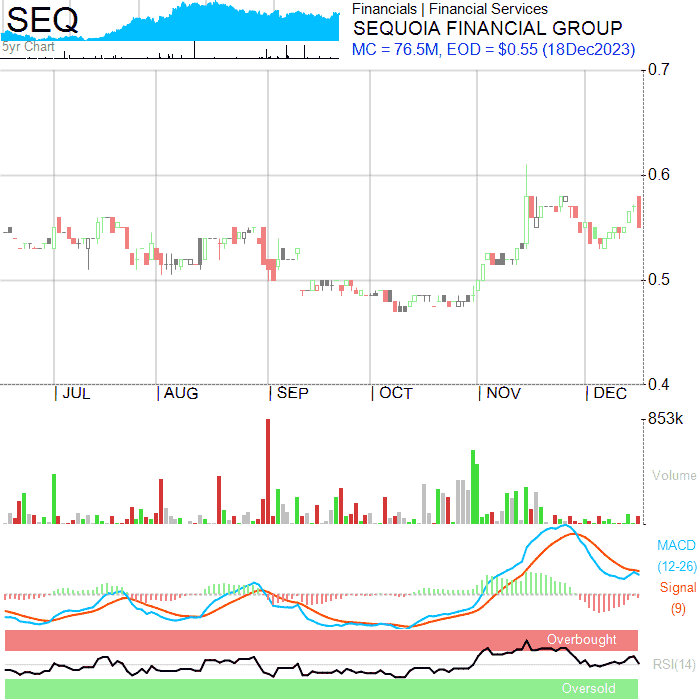 SEQ
5yr Chart
Financials | Financial Services
SEQUOIA FINANCIAL GROUP
MC = 76.5M, EOD = $0.55 (18Dec2023)
0.7
0.6
0.5
0.4
| JUL | AUG | SEP | OCT | NOV | DEC
853k
Volume
MACD
(12-26)
Signal
(9)
Overbought
RSI(14)
Oversold